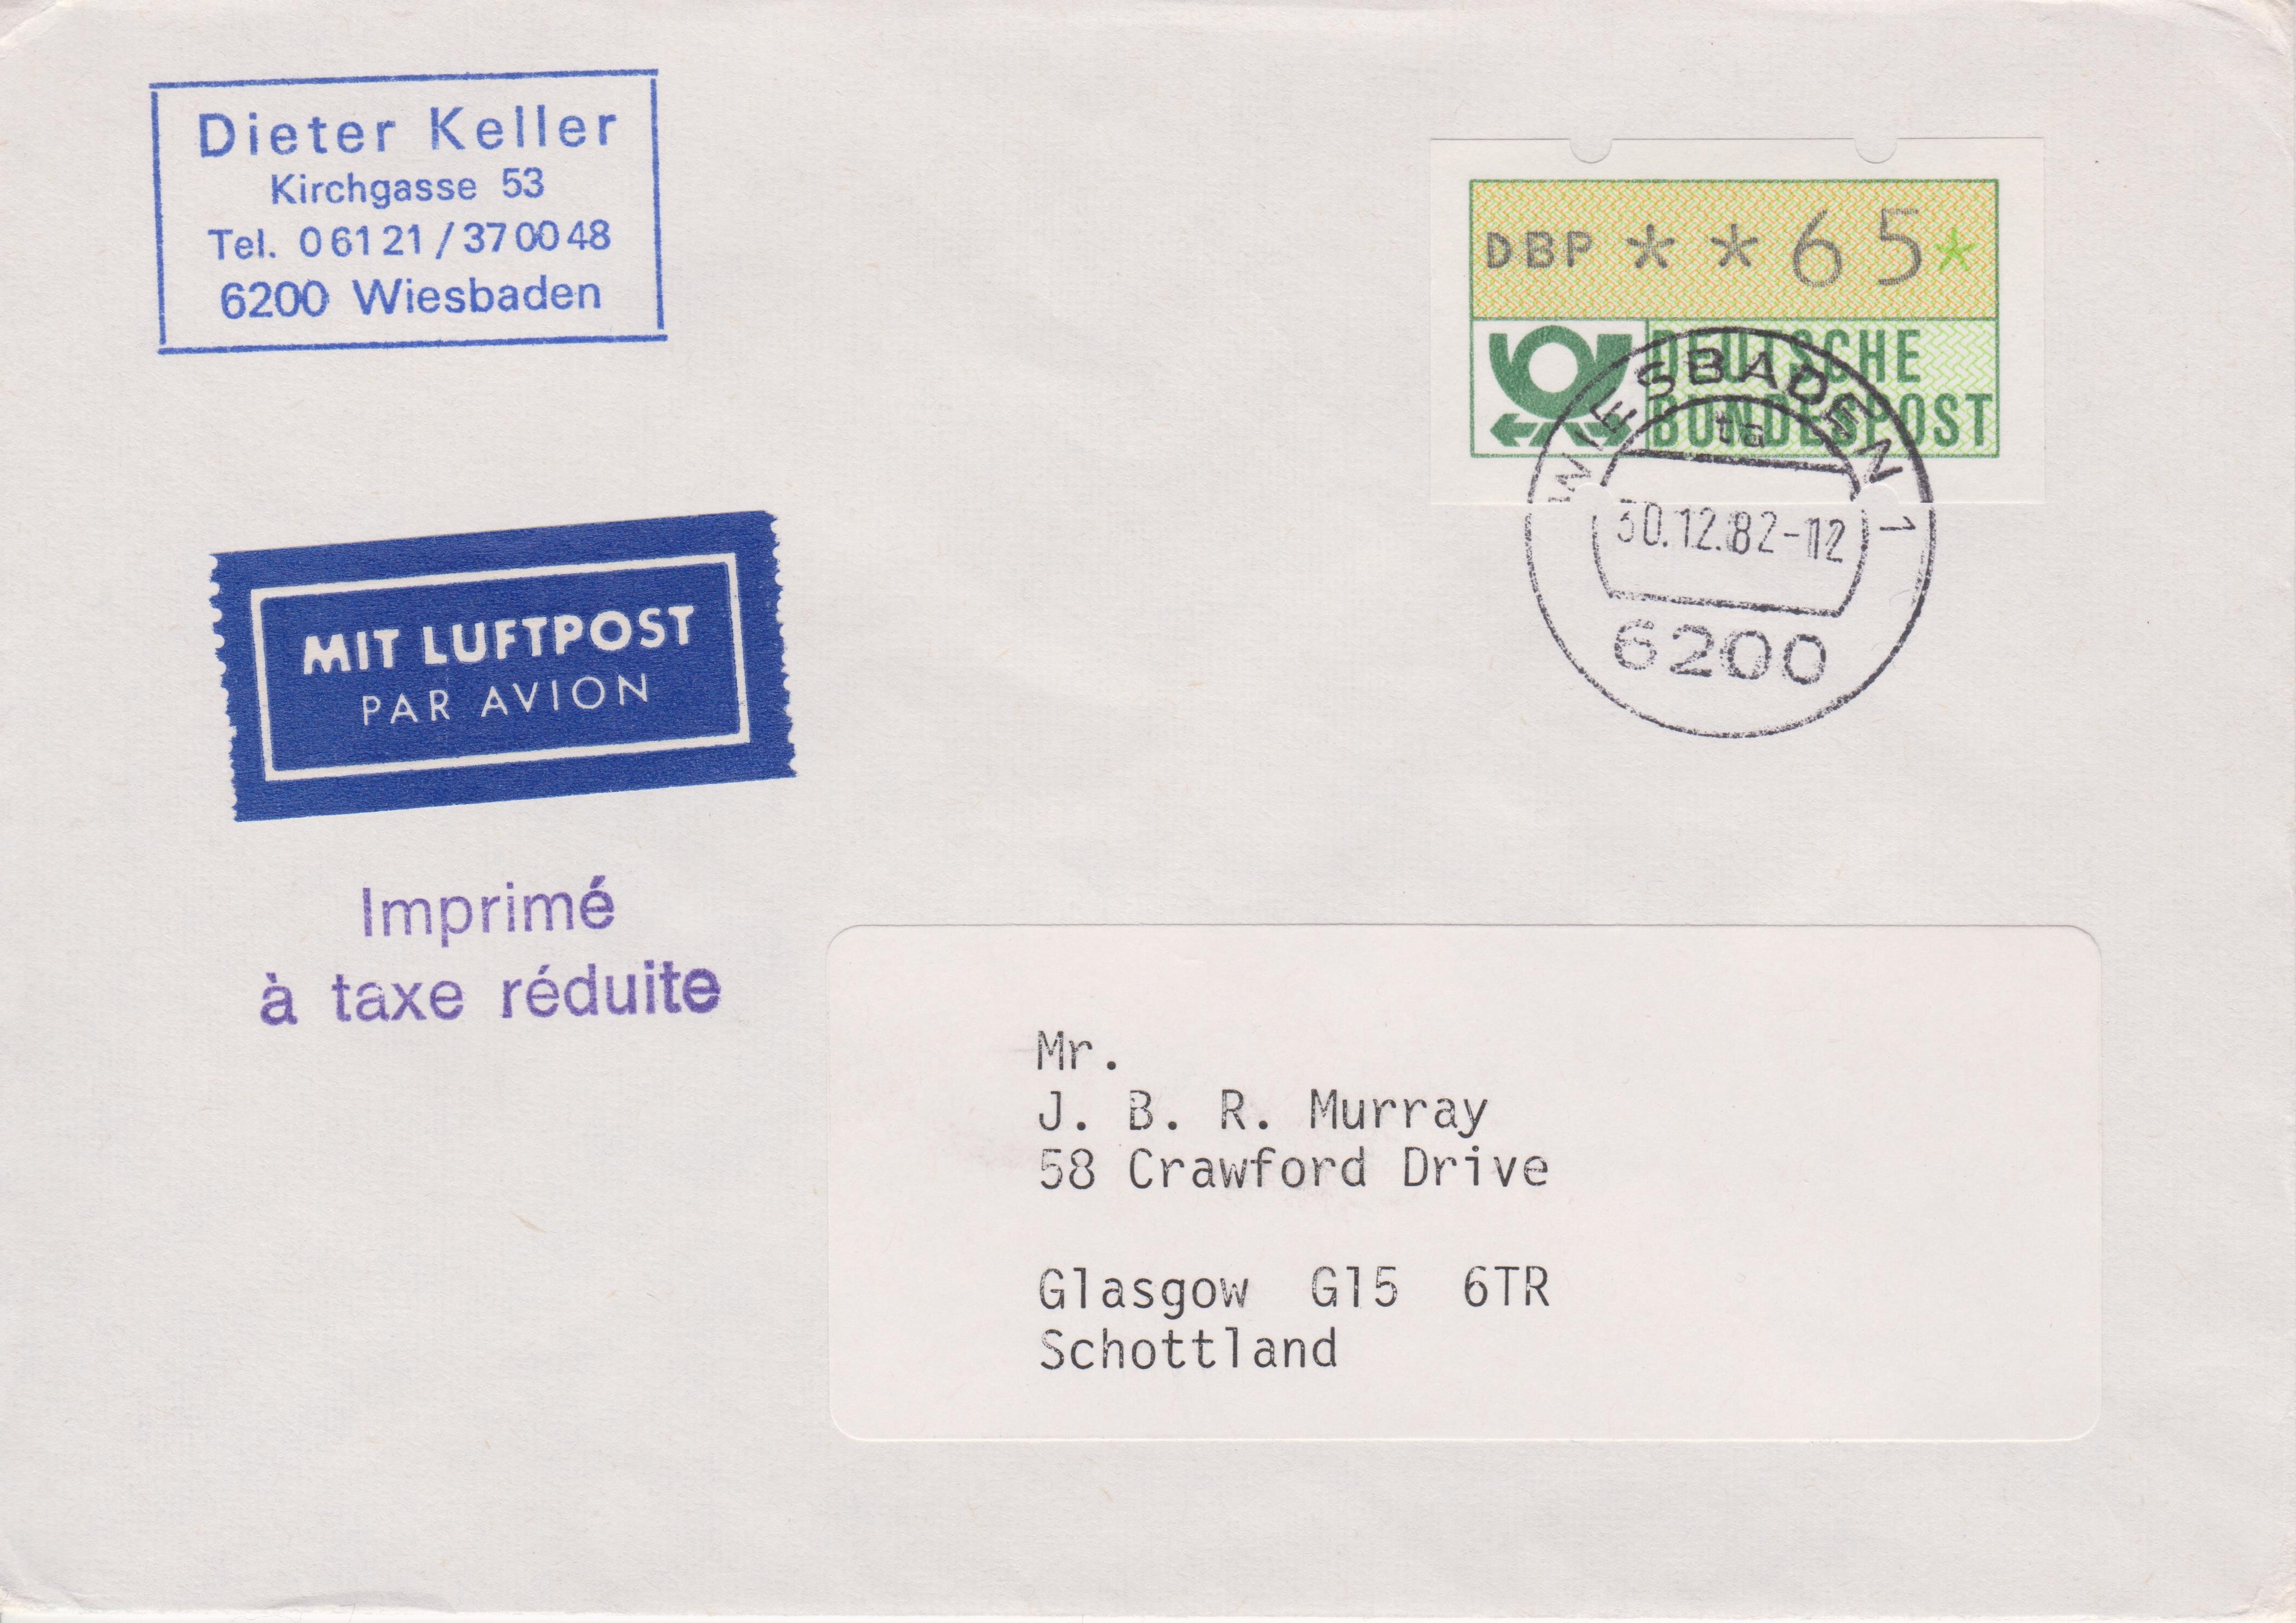 Dieter Keller
Kirchgasse 53
Tel. 06121/370048
6200 Wiesbaden
DBP **65*
DEUTSCHE
BUNDESPOST
WIESBADEN 1
ta
30.12.82-12
6200
MIT LUFTPOST
PAR AVION
Imprimé
à taxe réduite
Mr.
J. B. R. Murray
58 Crawford Drive
Glasgow G15 6TR
Schottland